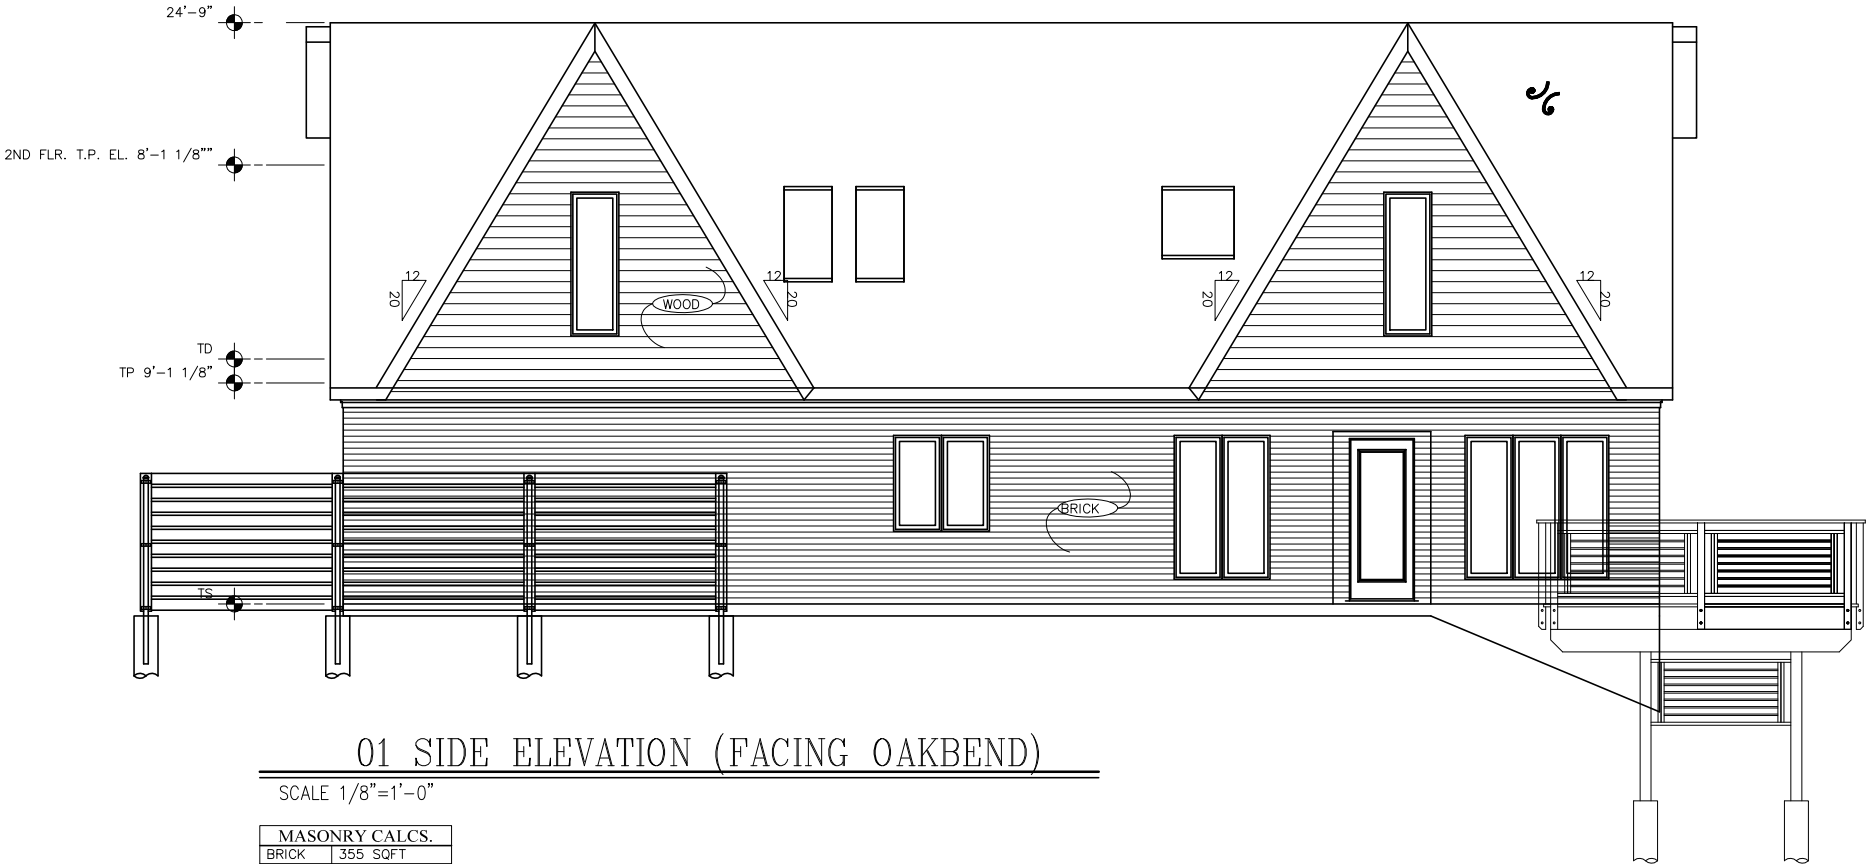 24'-9"
2ND FLR. T.P. EL. 8'-1 1/8""
12
20
12
20
12
20
12
20
WOOD
TD
TP 9'-1 1/8"
BRICK
TS
01 SIDE ELEVATION (FACING OAKBEND)
SCALE 1/8"=1'-0"
MASONRY CALCS.
BRICK 355 SQFT